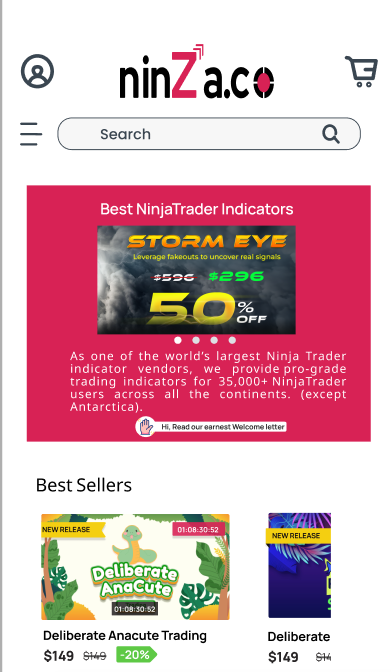 ninZa.co
Search
Best NinjaTrader Indicators
STORM EYE
Leverage fakeouts to uncover real signals
$596 $296
50% OFF
As one of the world's largest Ninja Trader
indicator vendors, we provide pro-grade
trading indicators for 35,000+ NinjaTrader
users across all the continents. (except
Antarctica).
Hi, Read our earnest Welcome letter
Best Sellers
NEW RELEASE
01:08:30:52
Deliberate
AnaCute
01:08:30:52
NEW RELEASE
Deliberate Anacute Trading
$149 $149 -20%
Deliberate
$149 $14